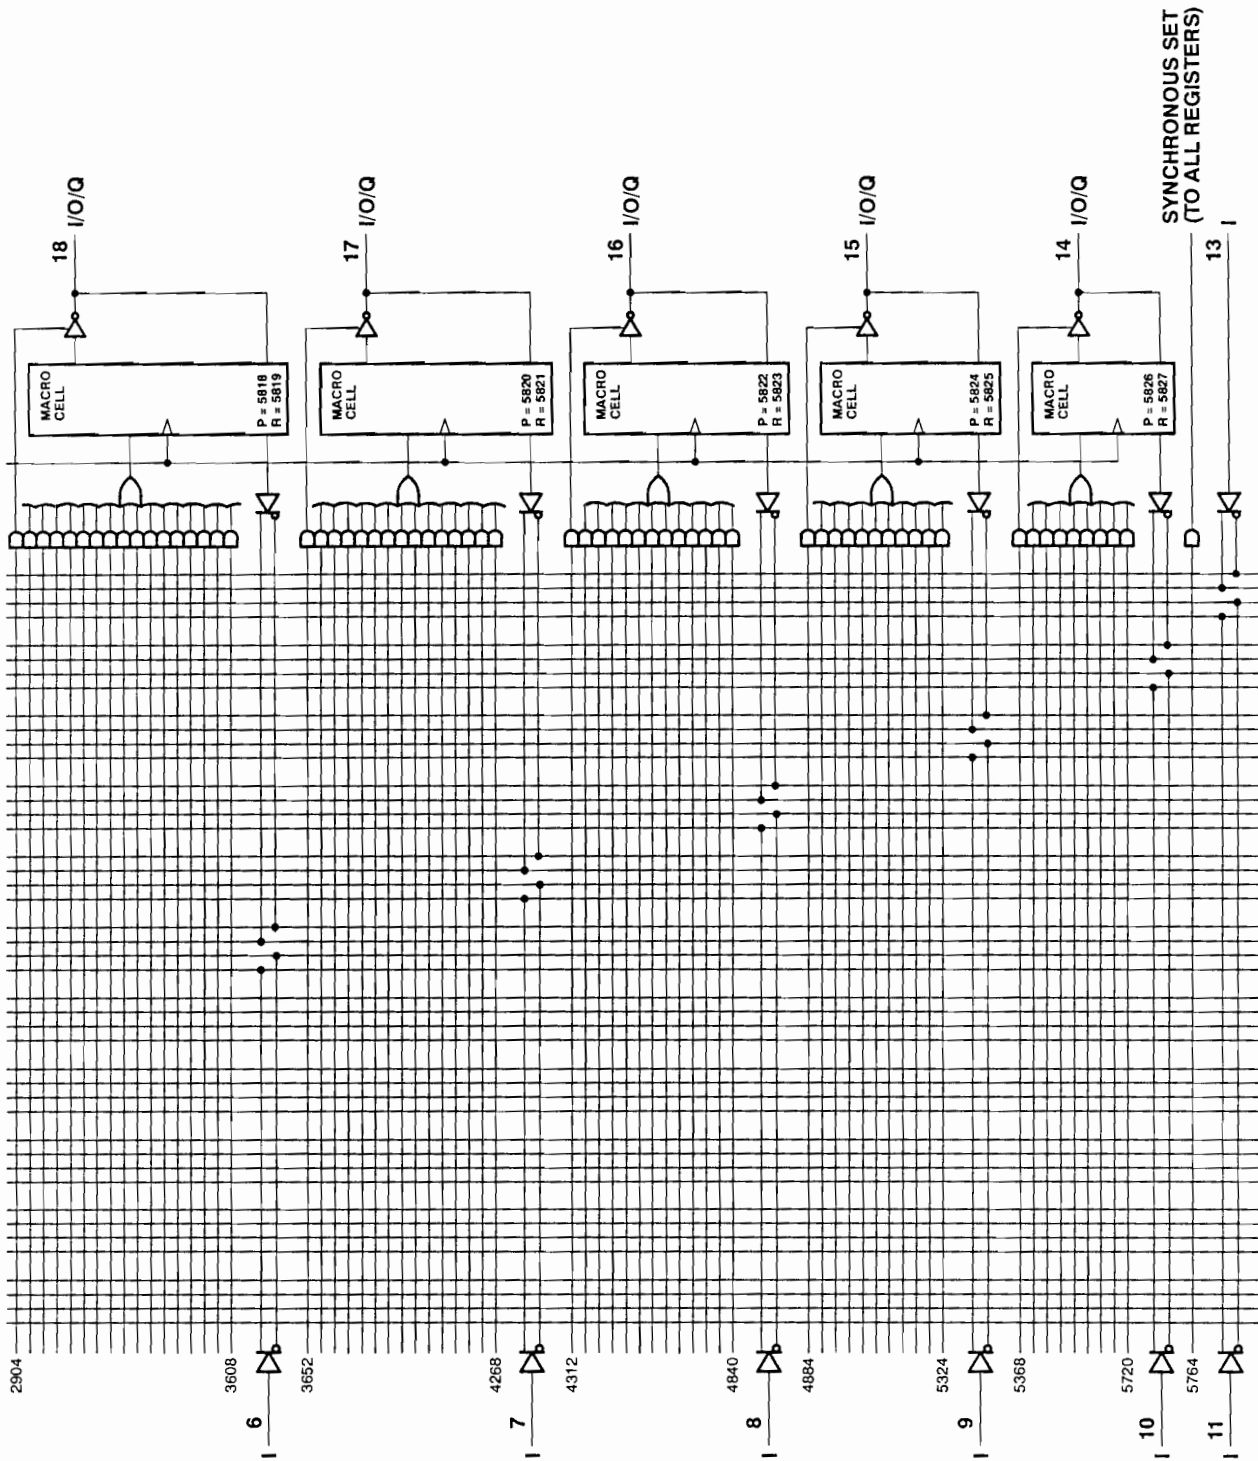 18 I/O/Q
MACRO
CELL
P = 5818
R = 5819
2904
3608
6 I
17 I/O/Q
MACRO
CELL
P = 5820
R = 5821
3652
4268
7 I
16 I/O/Q
MACRO
CELL
P = 5822
R = 5823
4312
4840
8 I
15 I/O/Q
MACRO
CELL
P = 5824
R = 5825
4884
5324
9 I
14 I/O/Q
MACRO
CELL
P = 5826
R = 5827
5368
5720
10 I
SYNCHRONOUS SET
(TO ALL REGISTERS)
5764
13 I
11 I